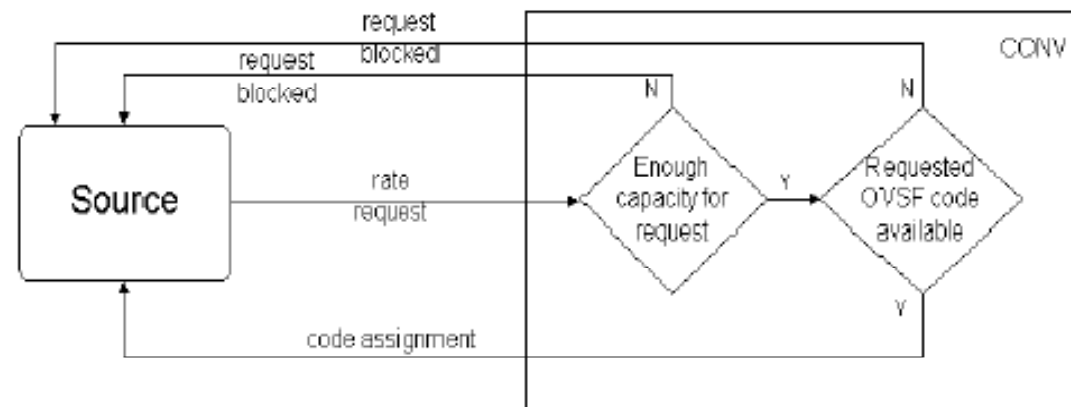 request
blocked
CONV
request
blocked
N
N
Source
rate
request
Enough
capacity for
request
Y
Requested
OVSF code
available
Y
code assignment